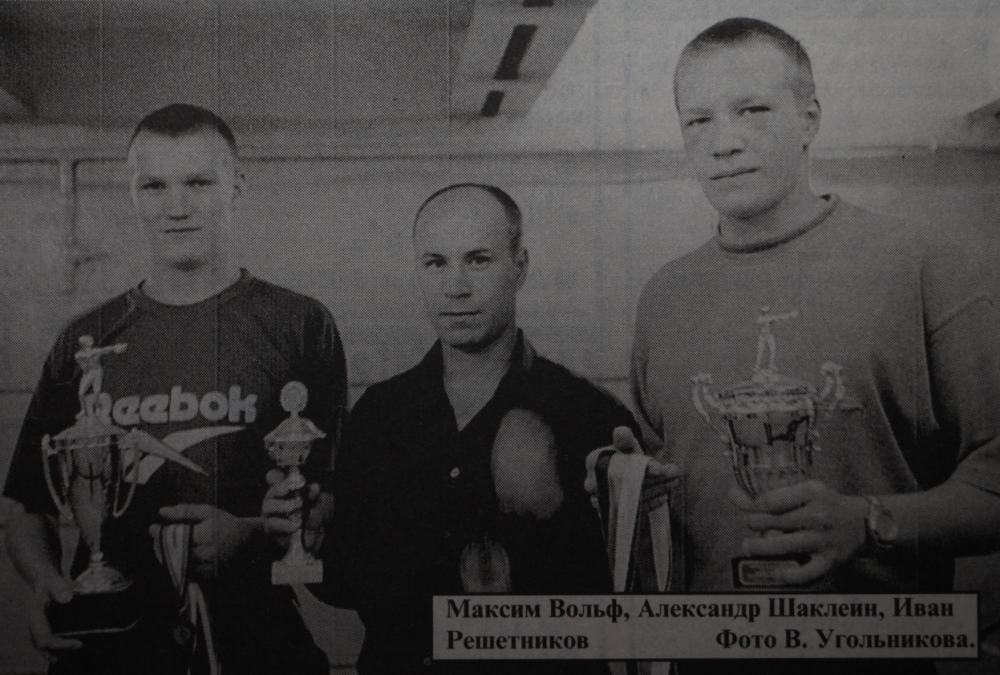 Reebok
Максим Вольф, Александр Шаклеин, Иван
Решетников Фото В. Угольникова.